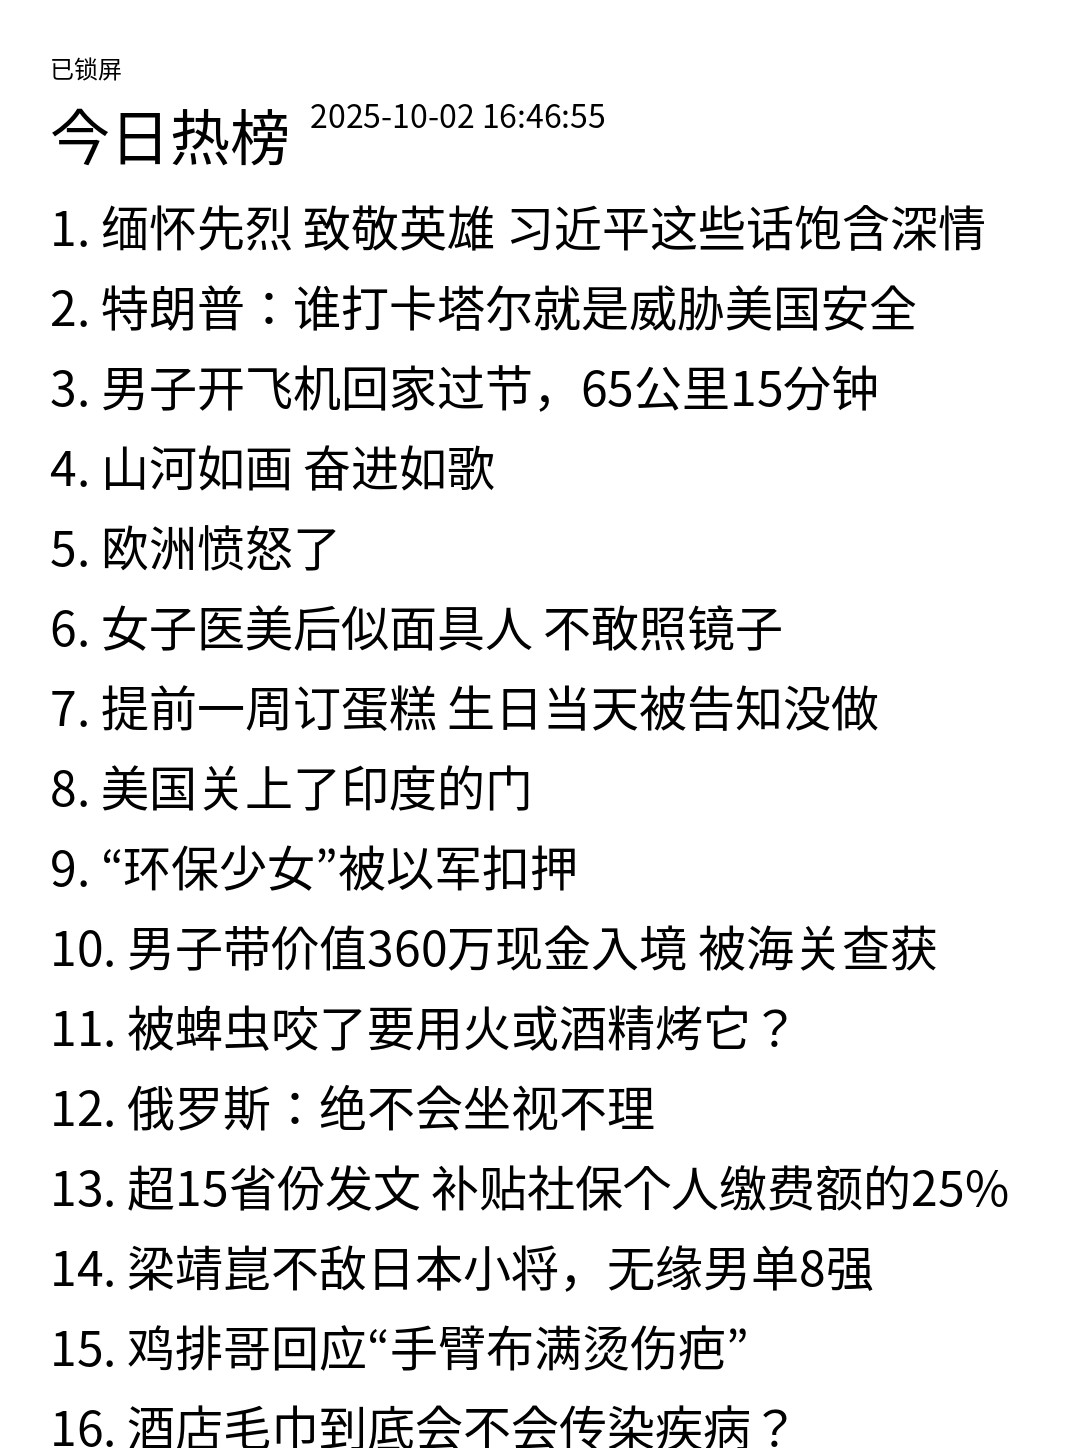 已锁屏
今日热榜 2025-10-02 16:46:55
1. 缅怀先烈 致敬英雄 习近平这些话饱含深情
2. 特朗普：谁打卡塔尔就是威胁美国安全
3. 男子开飞机回家过节，65公里15分钟
4. 山河如画 奋进如歌
5. 欧洲愤怒了
6. 女子医美后似面具人 不敢照镜子
7. 提前一周订蛋糕 生日当天被告知没做
8. 美国关上了印度的门
9. “环保少女”被以军扣押
10. 男子带价值360万现金入境 被海关查获
11. 被蜱虫咬了要用火或酒精烤它？
12. 俄罗斯：绝不会坐视不理
13. 超15省份发文 补贴社保个人缴费额的25%
14. 梁靖崑不敌日本小将，无缘男单8强
15. 鸡排哥回应“手臂布满烫伤疤”
16. 酒店毛巾到底会不会传染疾病？